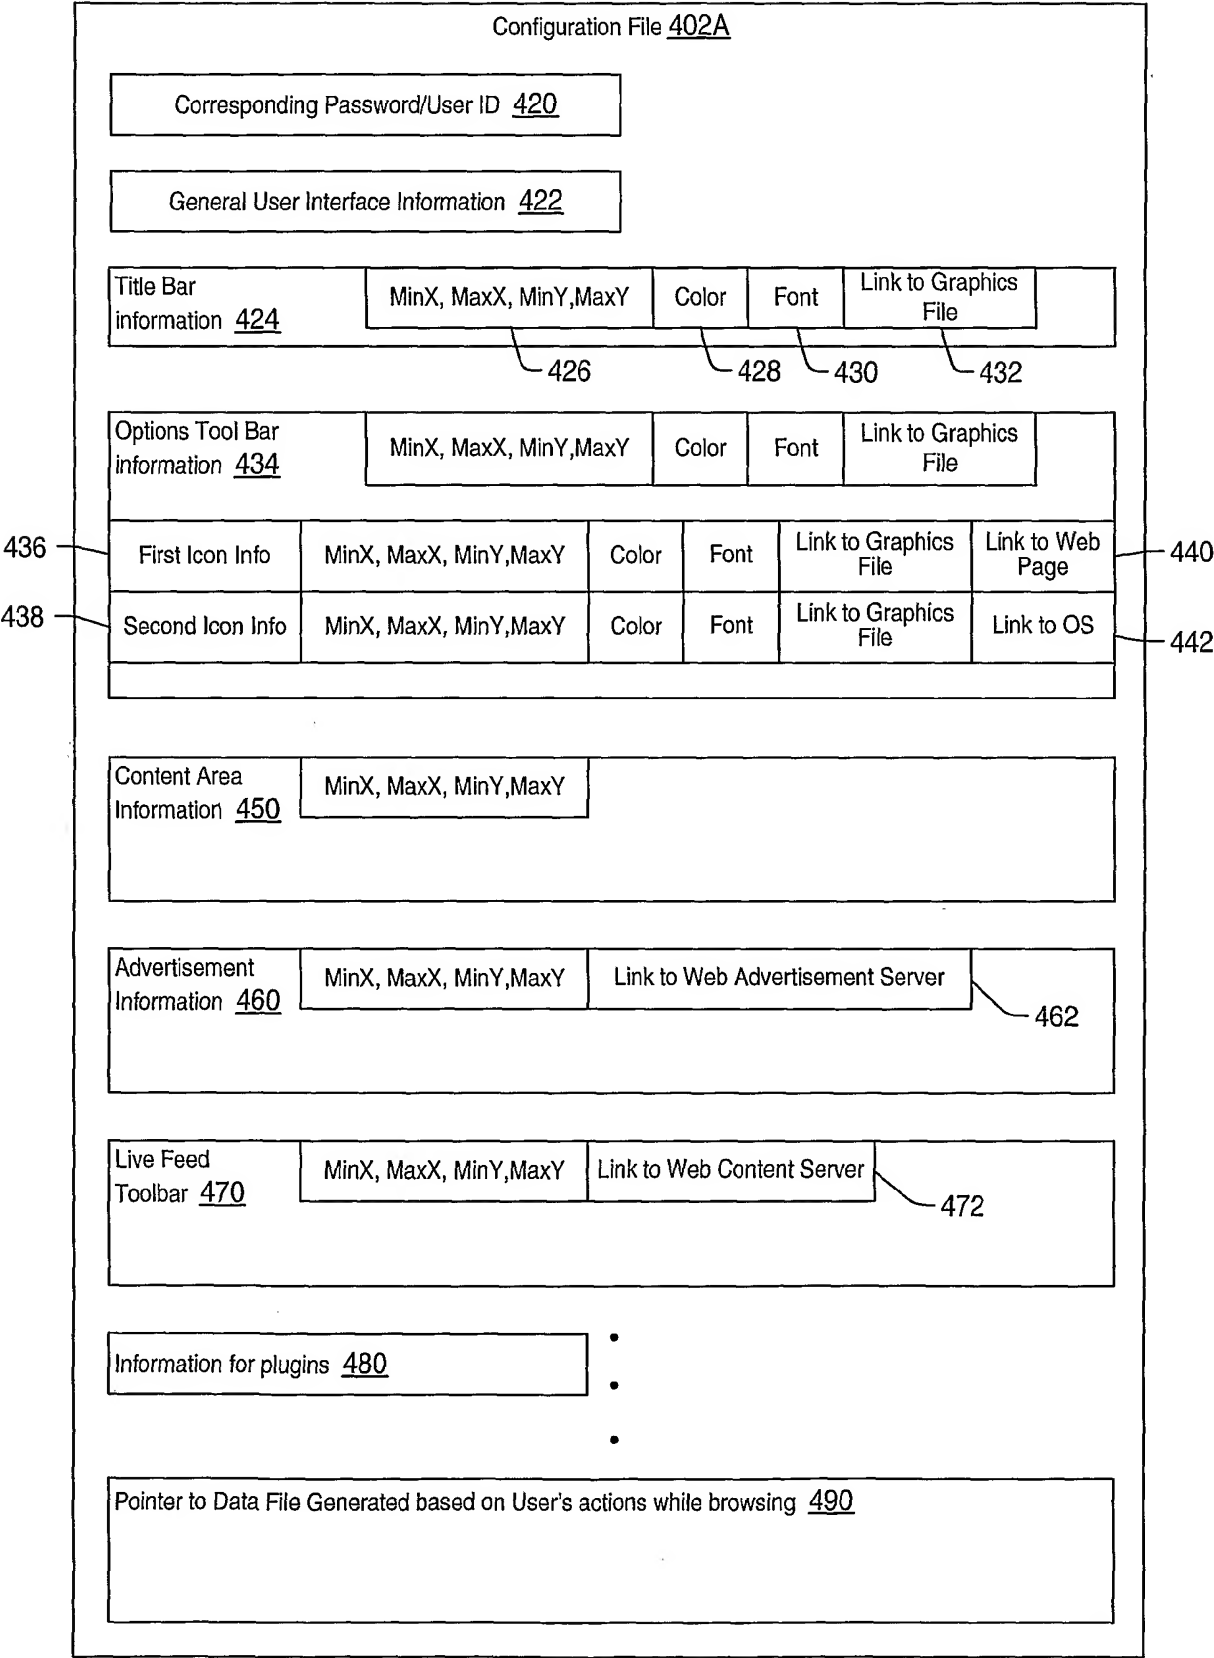 Configuration File 402A
Corresponding Password/User ID 420
General User Interface Information 422
Title Bar
information 424
MinX, MaxX, MinY,MaxY
Color
Font
Link to Graphics
File
426
428
430
432
Options Tool Bar
information 434
MinX, MaxX, MinY,MaxY
Color
Font
Link to Graphics
File
436
First Icon Info
MinX, MaxX, MinY,MaxY
Color
Font
Link to Graphics
File
Link to Web
Page
440
438
Second Icon Info
MinX, MaxX, MinY,MaxY
Color
Font
Link to Graphics
File
Link to OS
442
Content Area
Information 450
MinX, MaxX, MinY,MaxY
Advertisement
Information 460
MinX, MaxX, MinY,MaxY
Link to Web Advertisement Server
462
Live Feed
Toolbar 470
MinX, MaxX, MinY,MaxY
Link to Web Content Server
472
Information for plugins 480
Pointer to Data File Generated based on User's actions while browsing 490